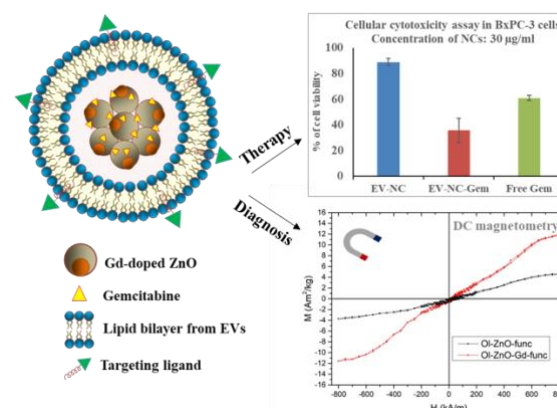 Therapy
Diagnosis
Gd-doped ZnO
Gemcitabine
Lipid bilayer from EVs
Targeting ligand
Cellular cytotoxicity assay in BxPC-3 cells
Concentration of NCs: 30 µg/ml
% of cell viability
100
80
60
40
20
0
EV-NC
EV-NC-Gem
Free Gem
DC magnetometry
M (Am²/kg)
16
14
12
10
8
6
4
2
0
-2
-4
-6
-8
-10
-12
-14
-16
Ol-ZnO-func
Ol-ZnO-Gd-func
-800
-600
-400
-200
0
200
400
600
800
H (kA/m)